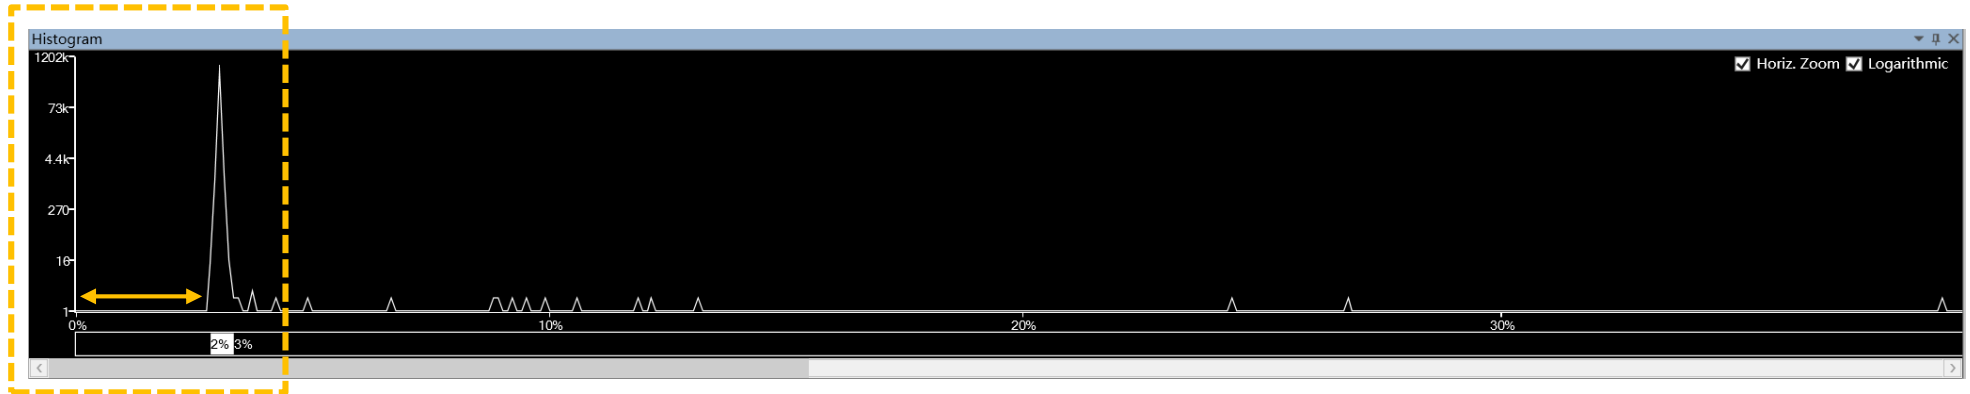 Histogram
1202k
Horiz. Zoom Logarithmic
73k
4.4k
270
16
1
0% 10% 20% 30%
2% 3%